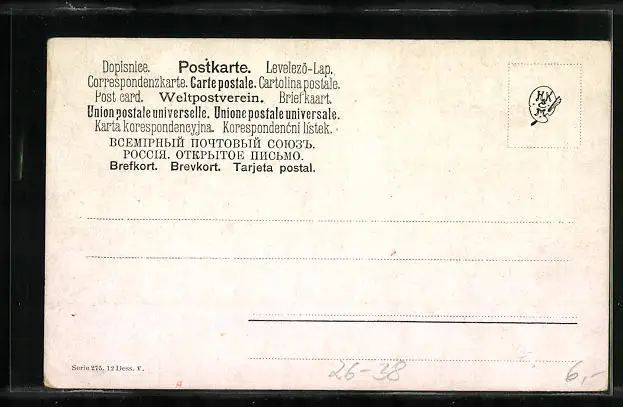 Dopisnice. Postkarte. Levelező-Lap.
Correspondenzkarte. Carte postale. Cartolina postale.
Post card. Weltpostverein. Briefkaart.
Union postale universelle. Unione postale universale.
Karta korespondencyjna. Korespondenční lístek.
ВСЕМІРНЫЙ ПОЧТОВЫЙ СОЮЗЪ.
РОССІЯ. ОТКРЫТОЕ ПИСЬМО.
Brefkort. Brevkort. Tarjeta postal.
Serie 275, 12 Dess. V.
26-38
6,-